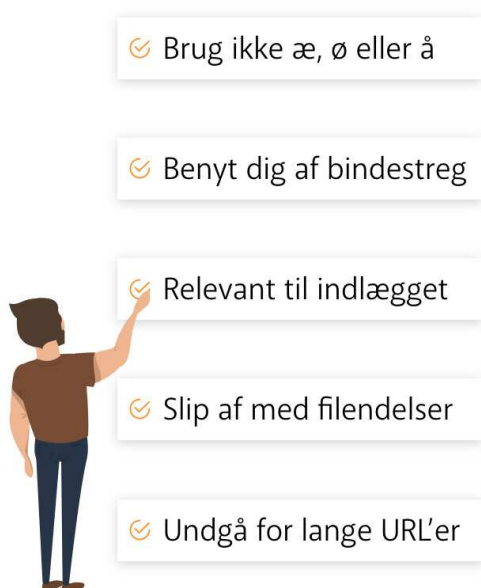 Brug ikke æ, ø eller å
Benyt dig af bindestreg
Relevant til indlægget
Slip af med filendelser
Undgå for lange URL'er